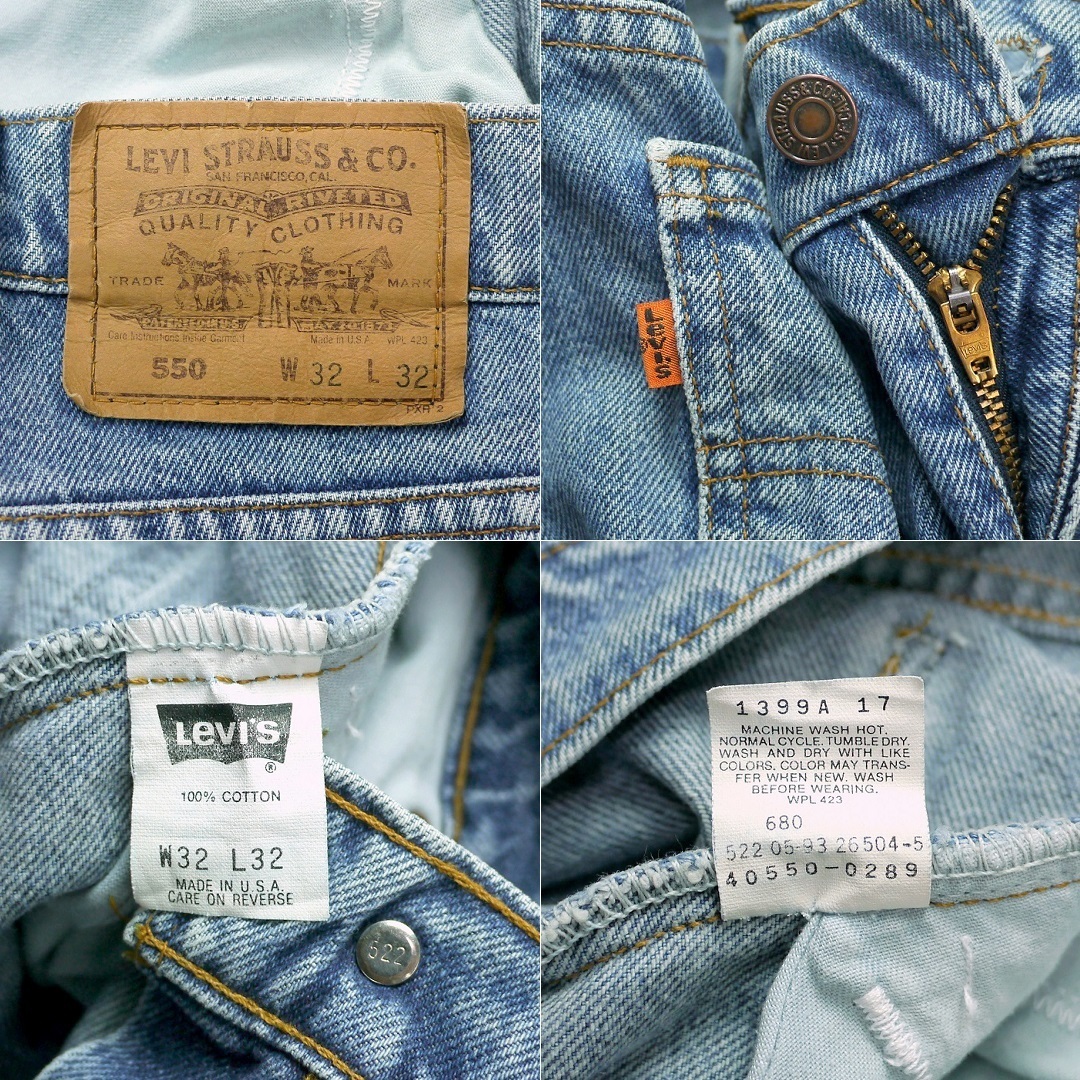 LEVI STRAUSS & CO.
SAN FRANCISCO, CAL.
ORIGINAL RIVETED
QUALITY CLOTHING
TRADE MARK
PATENTED IN U.S.
Care Instructions Inside Garment Made in U.S.A. WPL 423
550 W 32 L 32
PXR 2
LEVI STRAUSS & CO
Levi's
Levi's
LEVI'S
®
100% COTTON
W32 L32
MADE IN U.S.A.
CARE ON REVERSE
522
1399A 17
MACHINE WASH HOT.
NORMAL CYCLE. TUMBLE DRY.
WASH AND DRY WITH LIKE
COLORS. COLOR MAY TRANS-
FER WHEN NEW. WASH
BEFORE WEARING.
WPL 423
680
522 05-93 26504-5
40550-0289